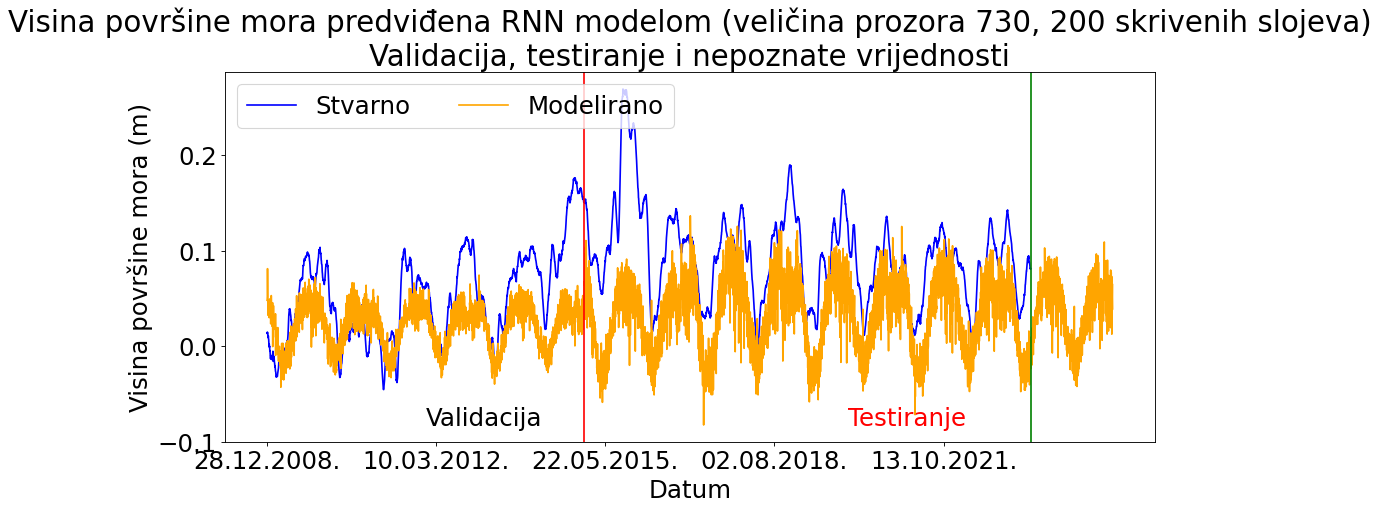 Visina površine mora predviđena RNN modelom (veličina prozora 730, 200 skrivenih slojeva)
Validacija, testiranje i nepoznate vrijednosti
Stvarno
Modelirano
Visina površine mora (m)
0.2
0.1
0.0
−0.1
Validacija
Testiranje
28.12.2008.
10.03.2012.
22.05.2015.
02.08.2018.
13.10.2021.
Datum